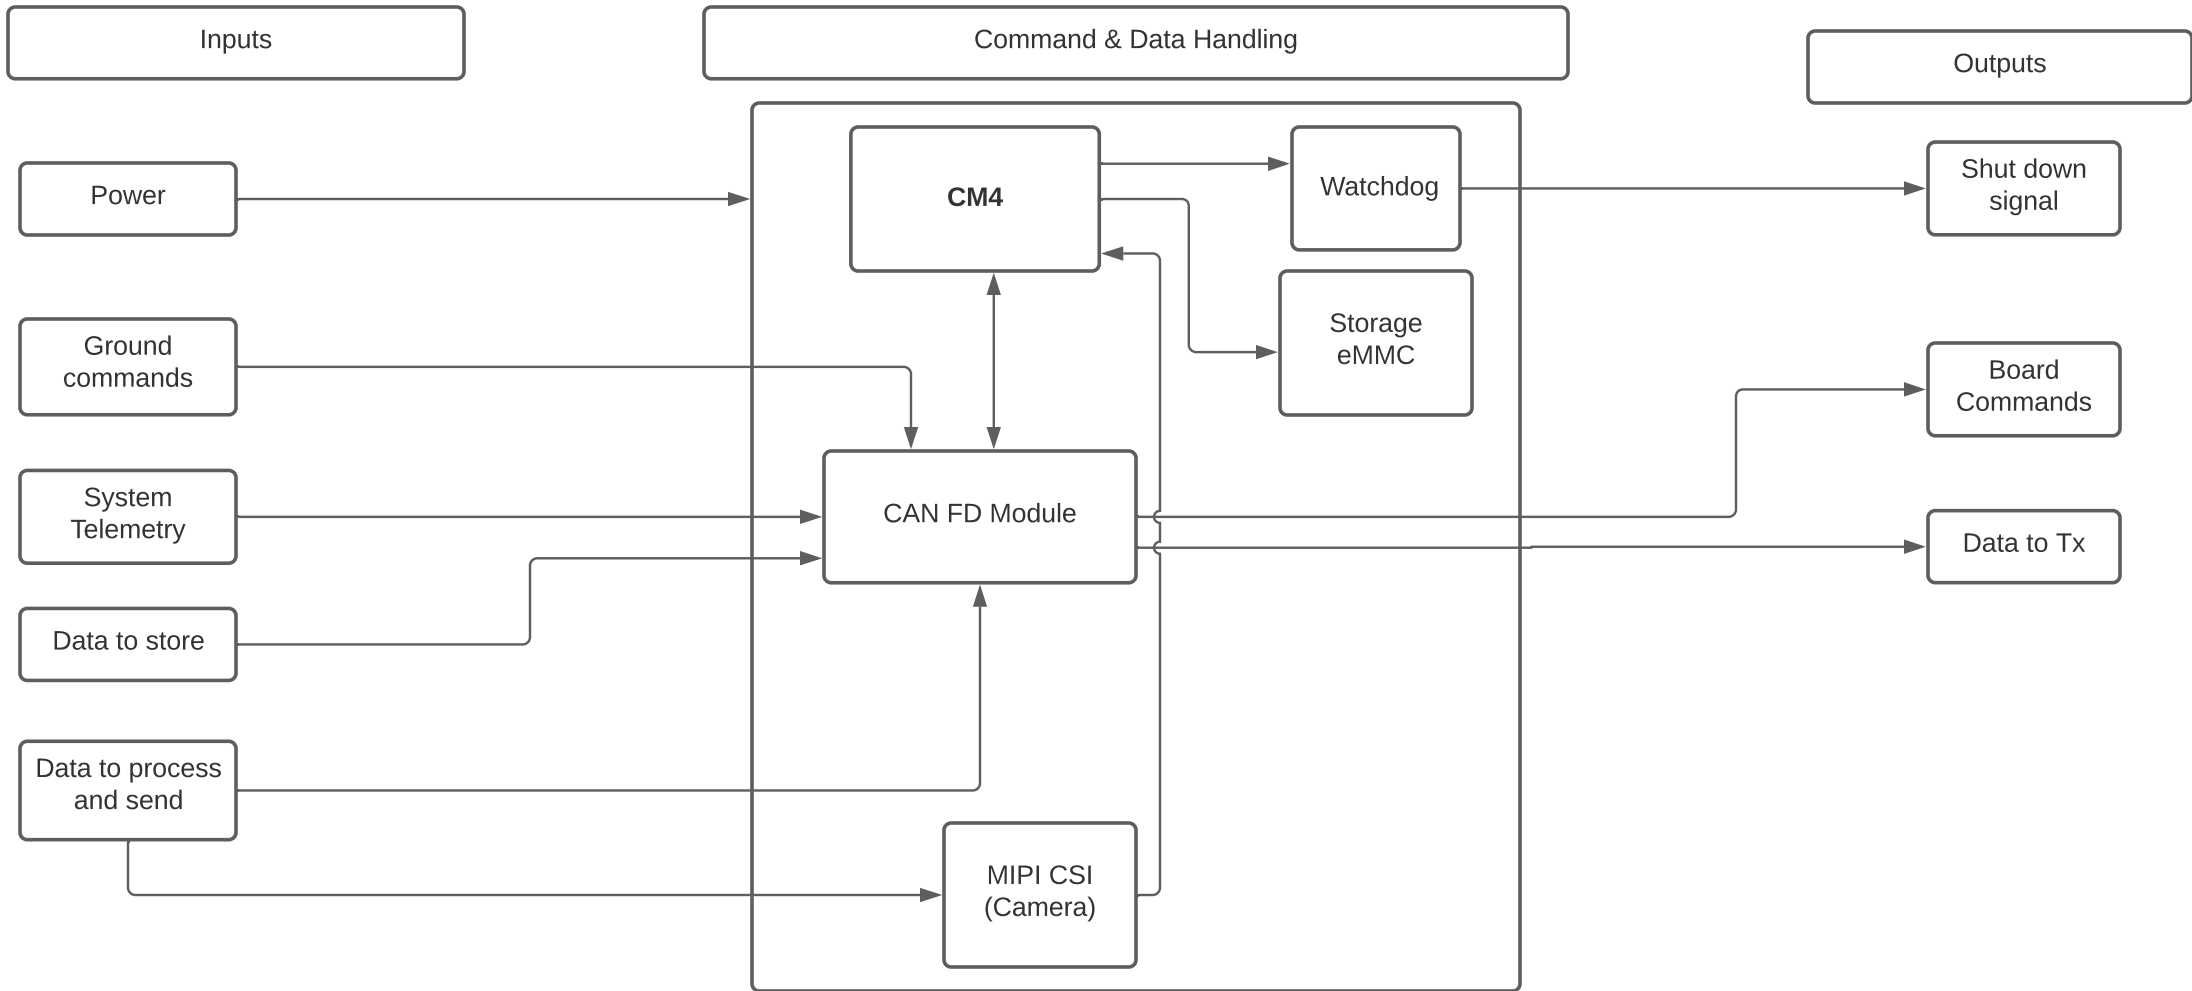 Inputs
Command & Data Handling
Outputs
Power
CM4
Watchdog
Shut down
signal
Ground
commands
Storage
eMMC
Board
Commands
System
Telemetry
CAN FD Module
Data to Tx
Data to store
Data to process
and send
MIPI CSI
(Camera)